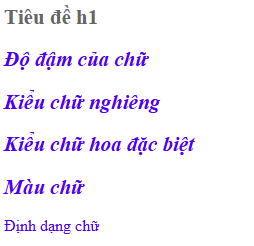 Tiêu đề h1
Độ đậm của chữ
Kiểu chữ nghiêng
Kiểu chữ hoa đặc biệt
Màu chữ
Định dạng chữ